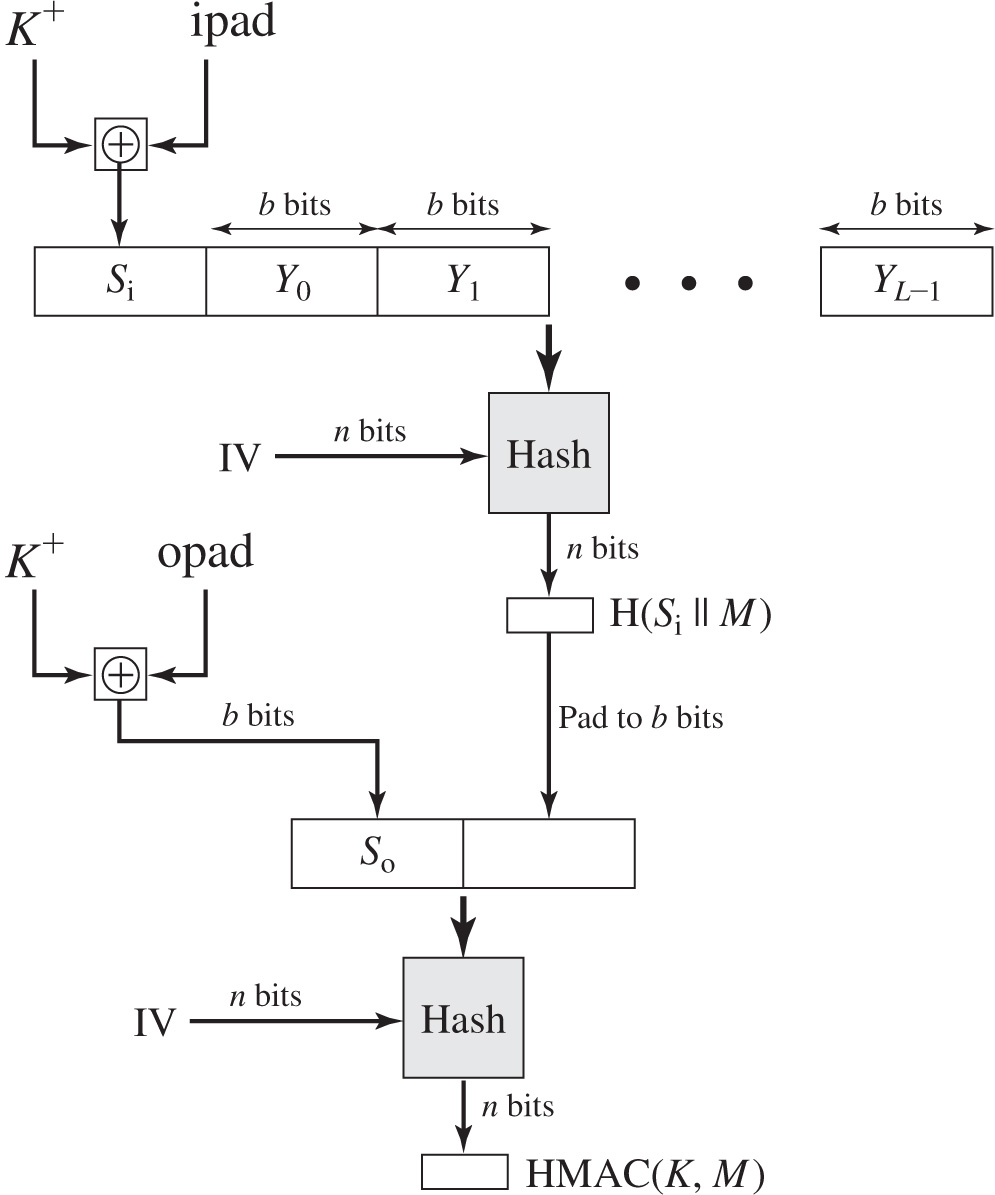 K⁺ ipad
b bits b bits b bits
Sᵢ Y₀ Y₁ • • • Y_L–1
n bits
IV Hash
n bits
K⁺ opad
H(Sᵢ || M)
b bits Pad to b bits
Sₒ
n bits
IV Hash
n bits
HMAC(K, M)